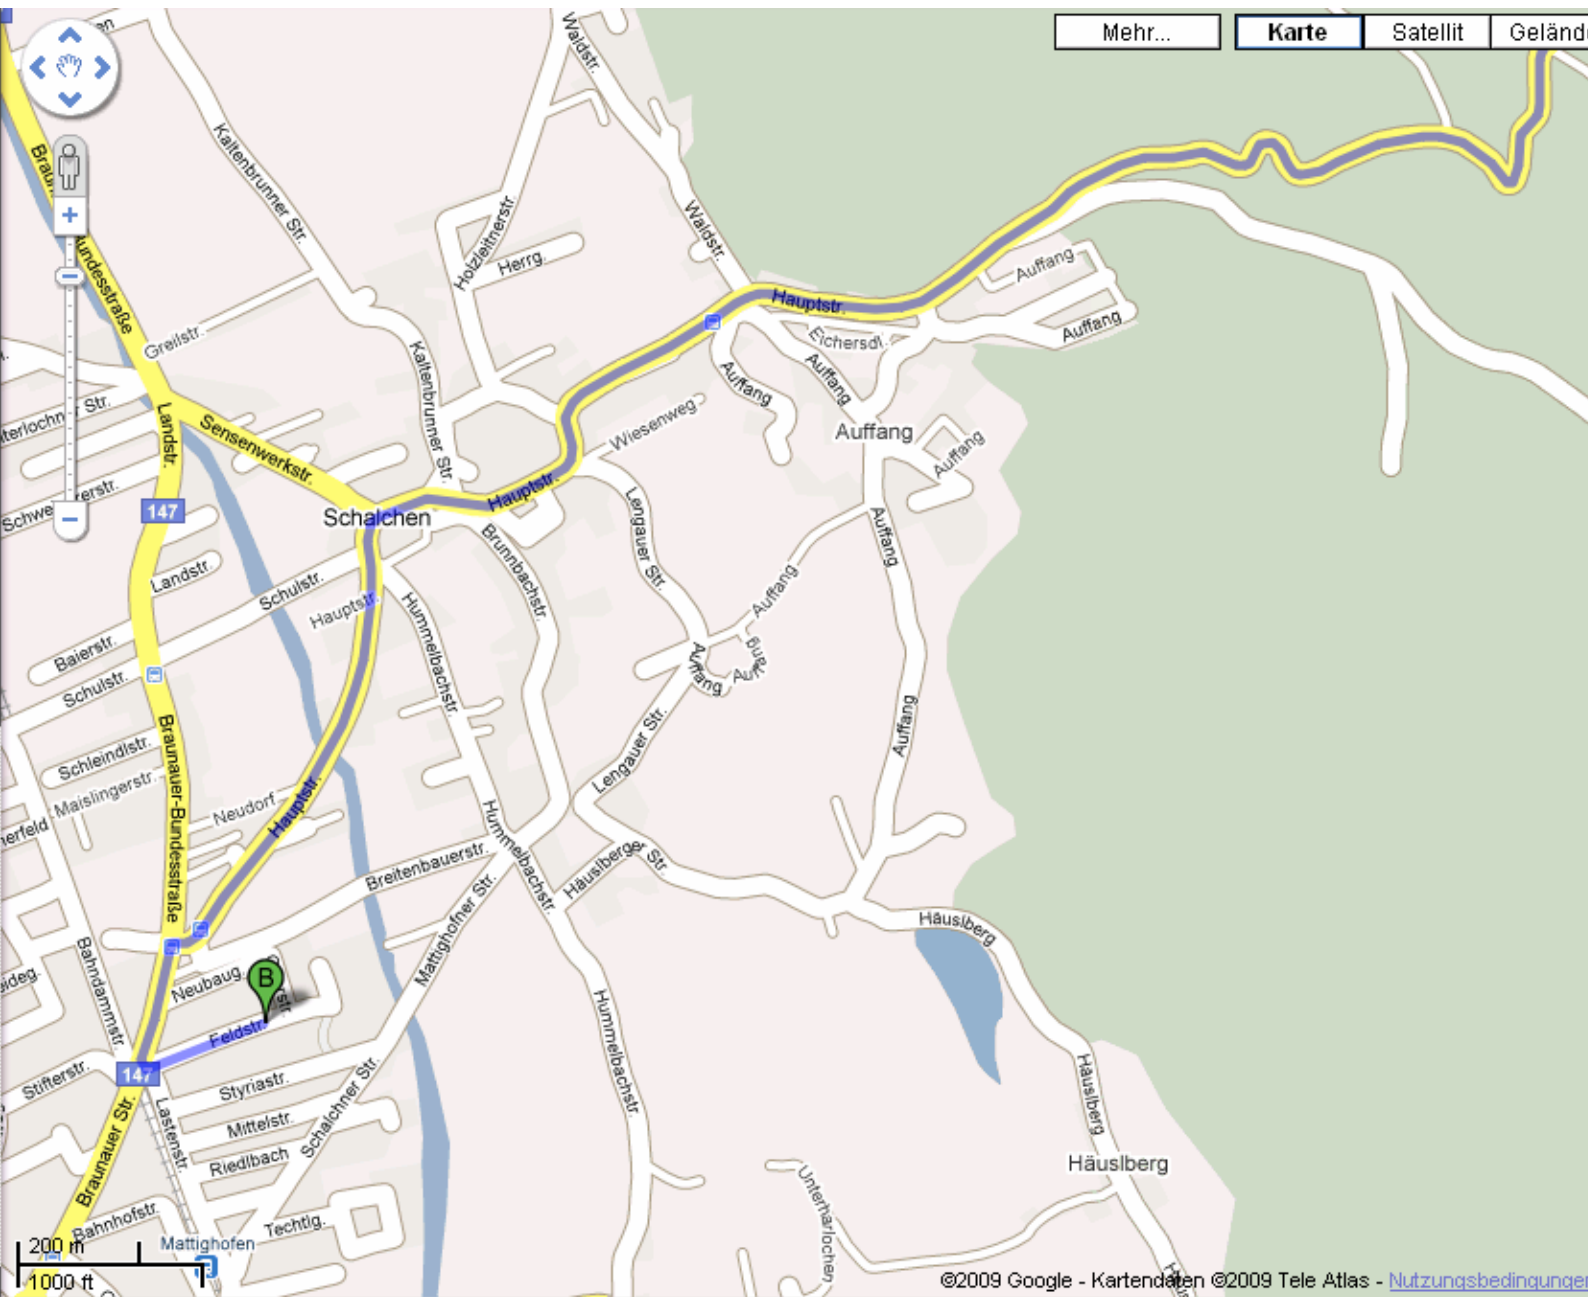 Mehr...
Karte
Satellit
Waldstr.
Kaltenbrunner Str.
Holzleitnerstr
Herrg.
Waldstr.
Auffang
Hauptstr.
Eichersdl.
Auffang
Greilstr.
Auffang
Auffang
Kaltenbrunner Str.
Wiesenweg
Auffang
Auffang
Landstr.
Sensenwerkstr.
Hauptstr.
147
Schalchen
Lengauer Str.
Brunnbachstr.
Auffang
Landstr.
Schulstr.
Hauptstr.
Hummelbachstr.
Auffang
Baierstr.
Schulstr.
Auffang
Auffang
Auffang
Lengauer Str.
Schleindlstr.
Maislingerstr.
Braunauer-Bundesstraße
Neudorf
Hauptstr.
Hummelbachstr.
Breitenbauerstr.
Häuslberger Str.
Mattighofner Str.
Häuslberg
Bahndammstr.
Neubaug.
B
Feldstr.
Hummelbachstr.
147
Stifterstr.
Styriastr.
Mittelstr.
Schalchner Str.
Lastenstr.
Riedlbach
Braunauer Str.
Häuslberg
Häuslberg
Unterharlochen
Bahnhofstr.
Techtlg.
Mattighofen
200 m
1000 ft
©2009 Google - Kartendaten ©2009 Tele Atlas - Nutzungsbedingungen